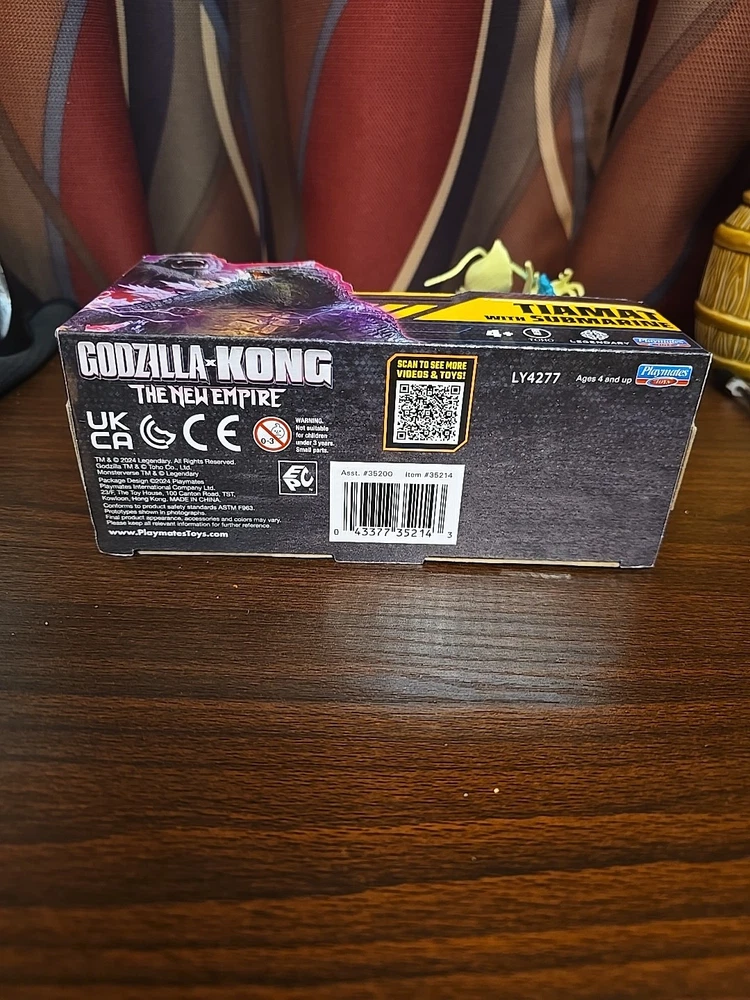 TIAMAT
WITH SUBMARINE
4+
TOHO
LEGENDARY
Playmates
GODZILLA x KONG
THE NEW EMPIRE
SCAN TO SEE MORE
VIDEOS & TOYS!
LY4277
Ages 4 and up
Playmates
TOYS
UK
CA
CE
0-3
WARNING.
Not suitable
for children
under 3 years.
Small parts.
TM & © 2024 Legendary. All Rights Reserved.
Godzilla TM & © Toho Co., Ltd.
Monsterverse TM & © Legendary
Package Design ©2024 Playmates
Playmates International Company Ltd.
23/F, The Toy House, 100 Canton Road, TST,
Kowloon, Hong Kong. MADE IN CHINA.
Conforms to product safety standards ASTM F963.
Prototypes shown in photographs.
Final product appearance, accessories and colors may vary.
Please keep all relevant information for further reference.
www.PlaymatesToys.com
EPC
Asst. #35200 Item #35214
0 43377 35214 3